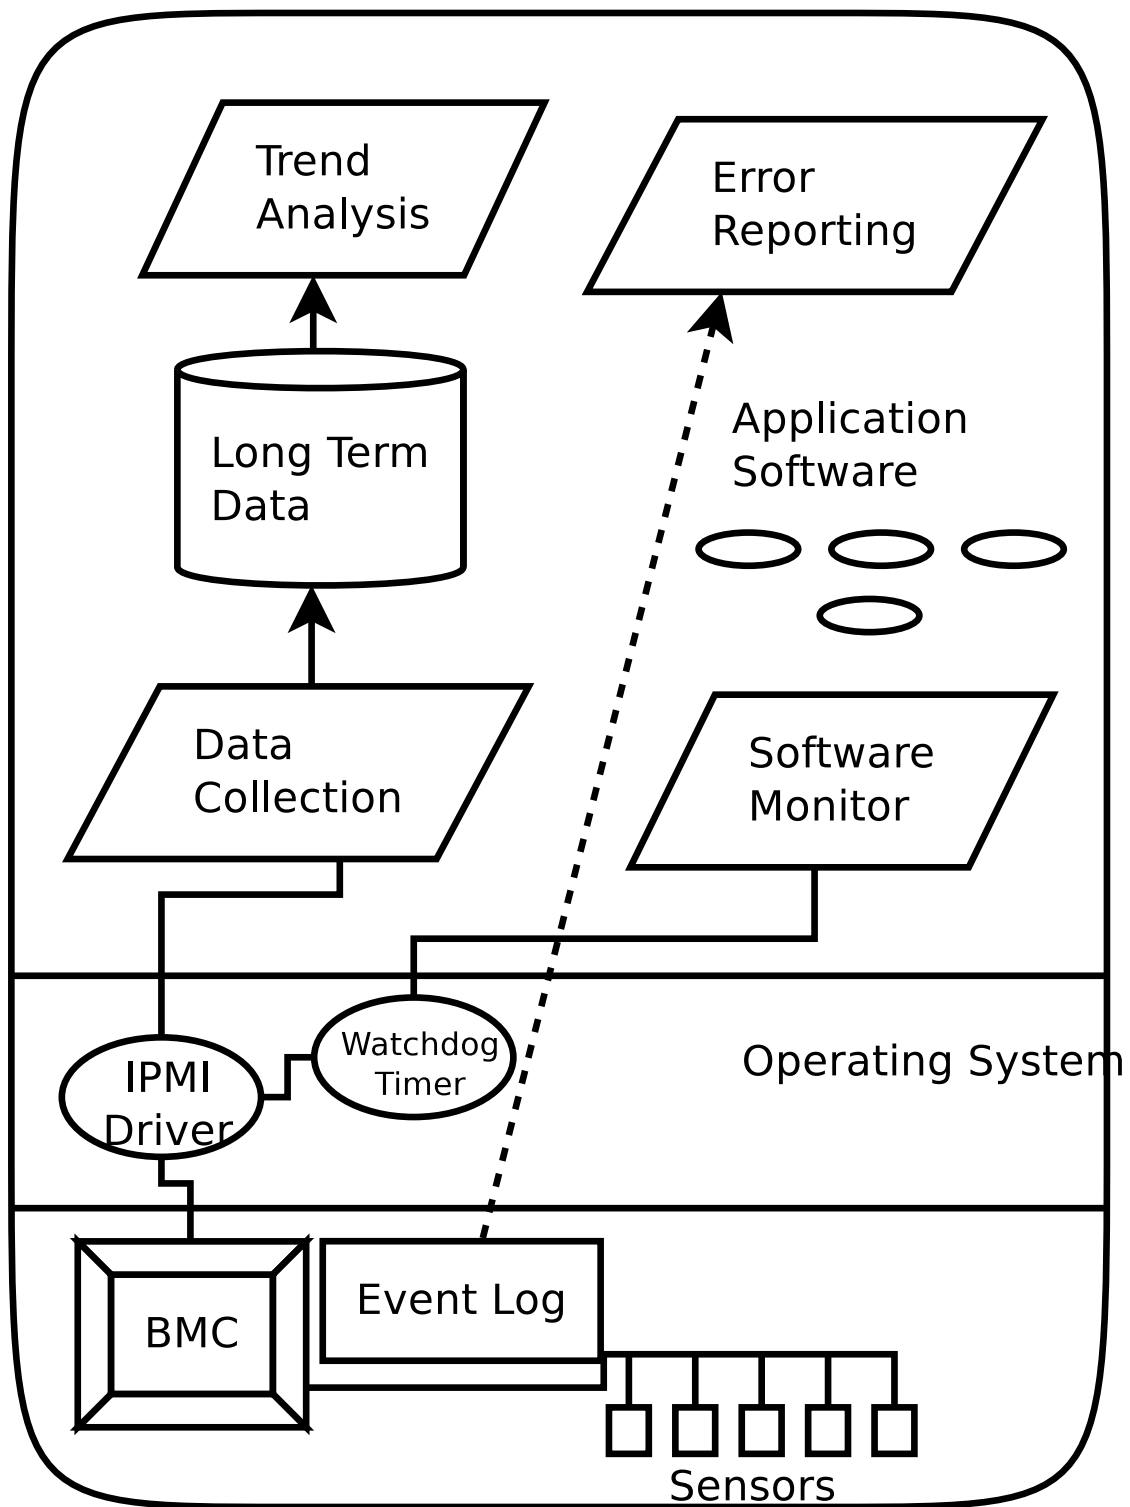 Trend
Analysis
Error
Reporting
Long Term
Data
Application
Software
Data
Collection
Software
Monitor
Watchdog
Timer
IPMI
Driver
Operating System
Event Log
BMC
Sensors